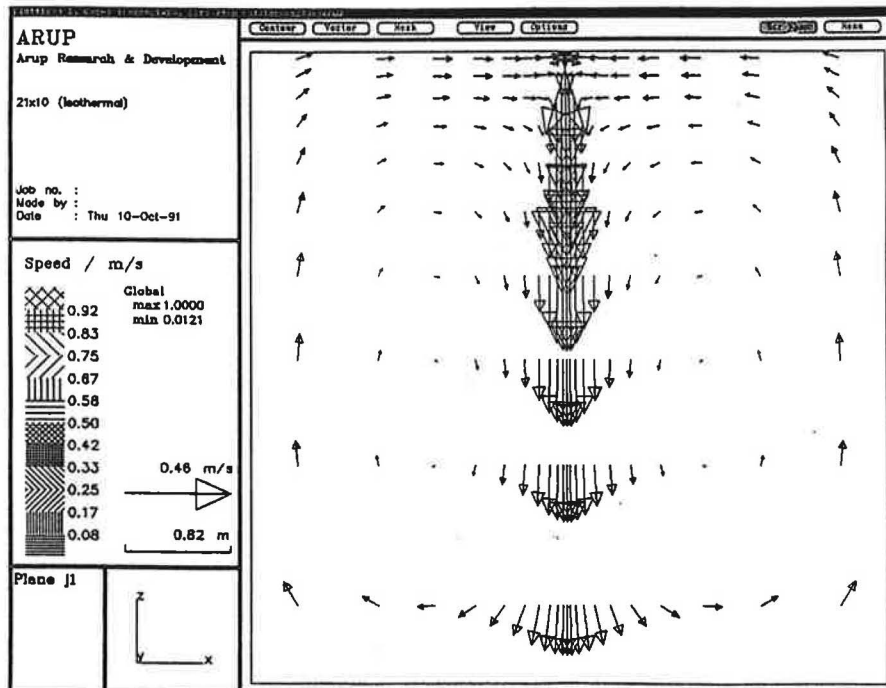 Contour Vector Mesh View Options Menu
ARUP
Arup Research & Development
21x10 (Isothermal)
Job no. :
Made by :
Date : Thu 10-Oct-91
Speed / m/s
Global
max 1.0000
min 0.0121
0.92
0.83
0.75
0.67
0.58
0.50
0.42
0.33
0.25
0.17
0.08
0.46 m/s
0.82 m
Plane j1
Z
Y X